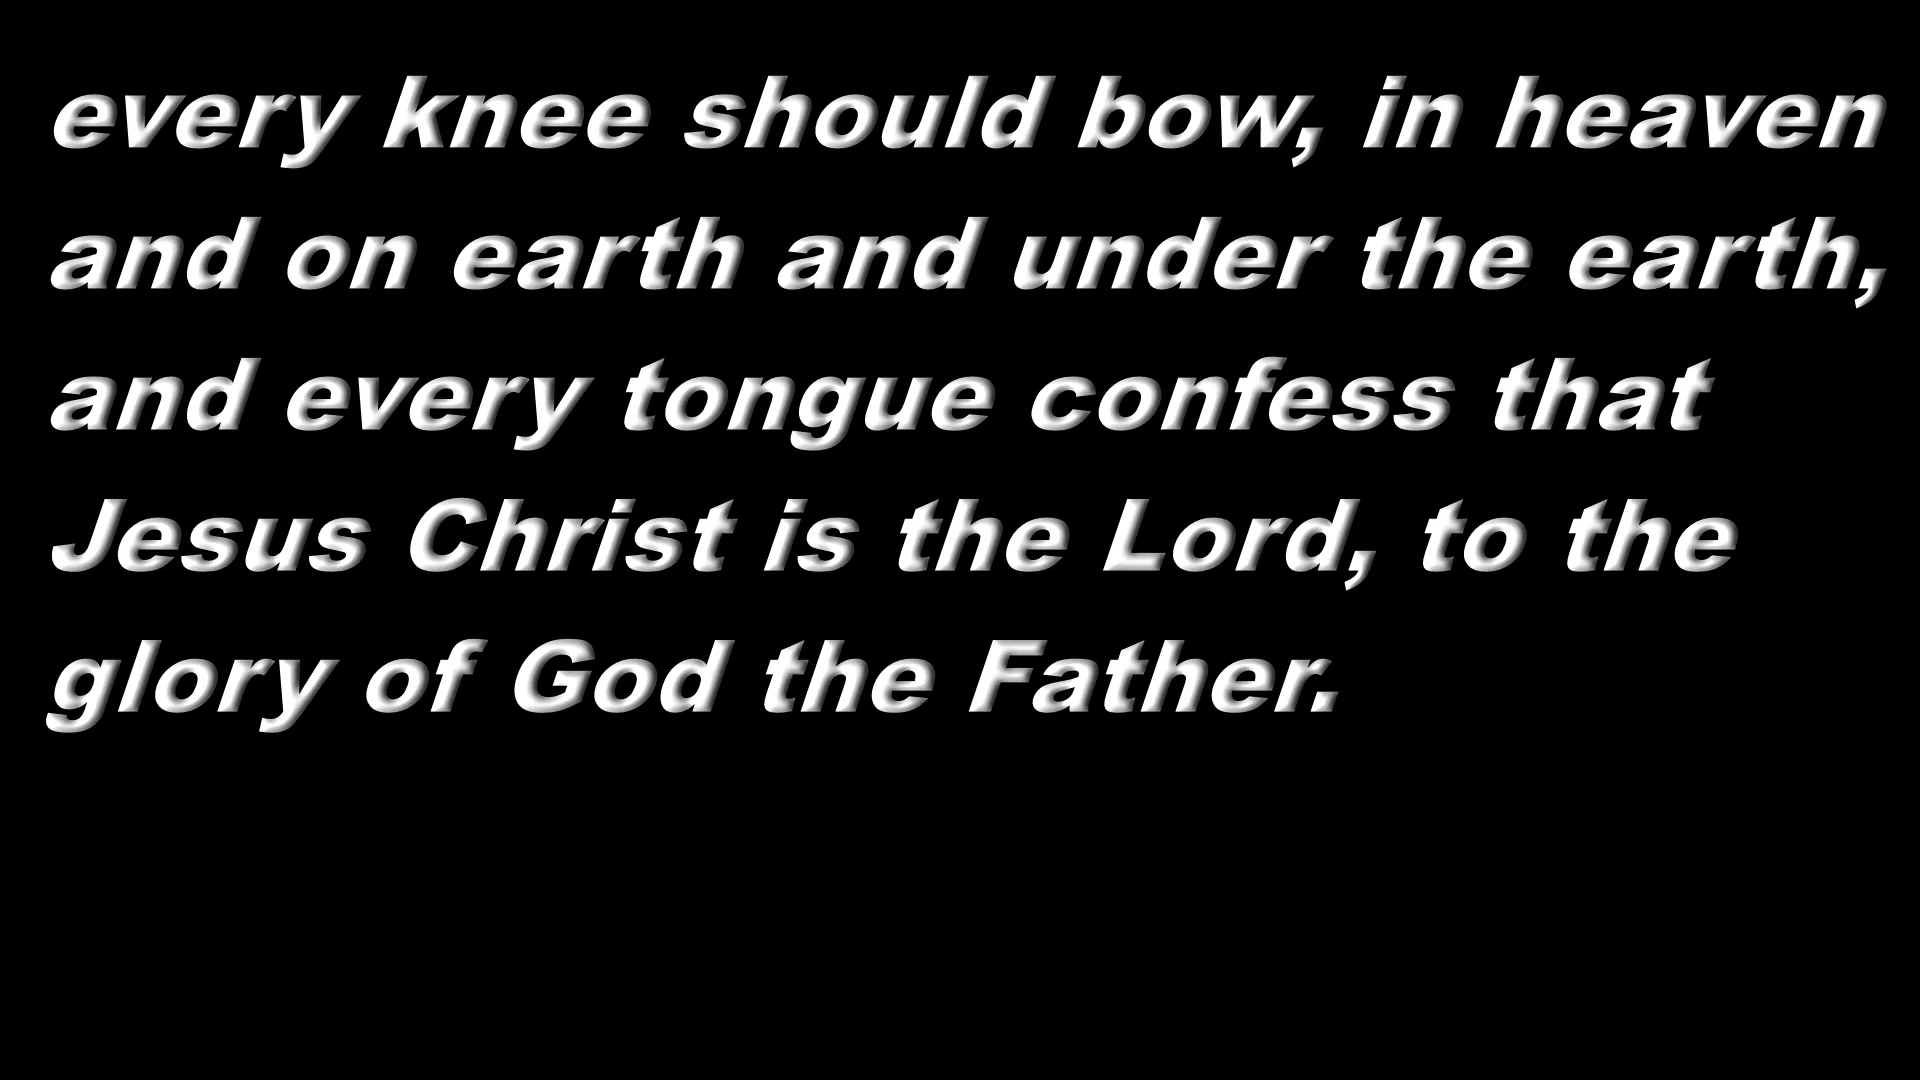 every knee should bow, in heaven
and on earth and under the earth,
and every tongue confess that
Jesus Christ is the Lord, to the
glory of God the Father.